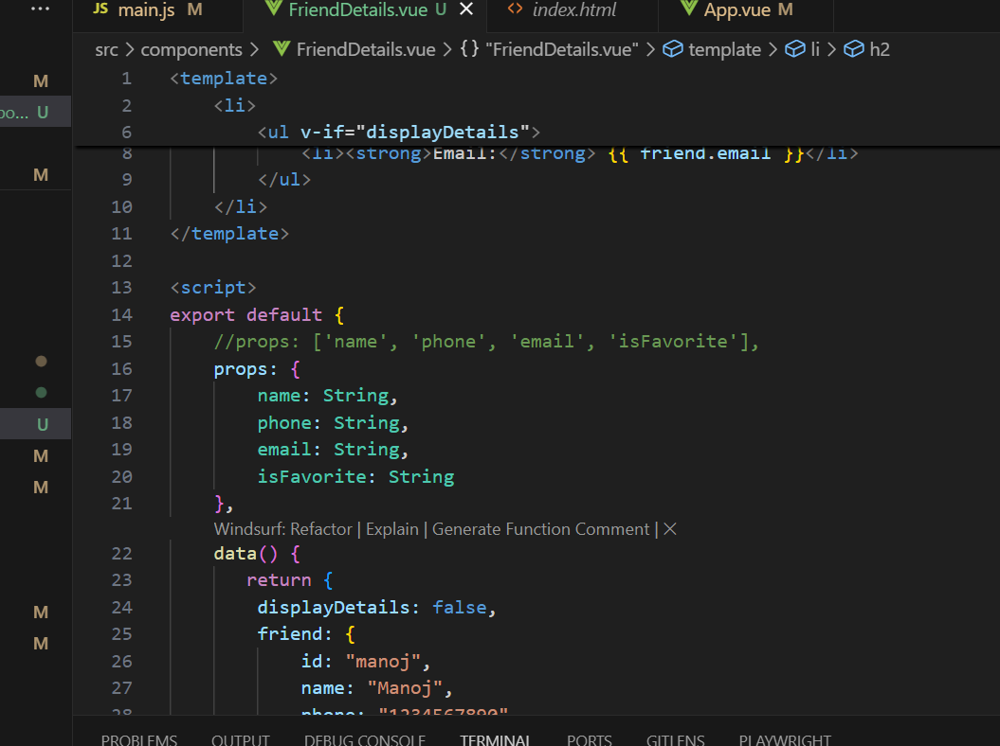 ··· JS main.js M FriendDetails.vue U × <> index.html App.vue M
src > components > FriendDetails.vue > {} "FriendDetails.vue" > template > li > h2
M
U
M
U
M
M
M
M
1 <template>
2 <li>
6 <ul v-if="displayDetails">
8 <li><strong>Email:</strong> {{ friend.email }}</li>
9 </ul>
10 </li>
11 </template>
12
13 <script>
14 export default {
15 //props: ['name', 'phone', 'email', 'isFavorite'],
16 props: {
17 name: String,
18 phone: String,
19 email: String,
20 isFavorite: String
21 },
Windsurf: Refactor | Explain | Generate Function Comment | ×
22 data() {
23 return {
24 displayDetails: false,
25 friend: {
26 id: "manoj",
27 name: "Manoj",
28 phone: "1234567890"
PROBLEMS OUTPUT DEBUG CONSOLE TERMINAL PORTS GITLENS PLAYWRIGHT